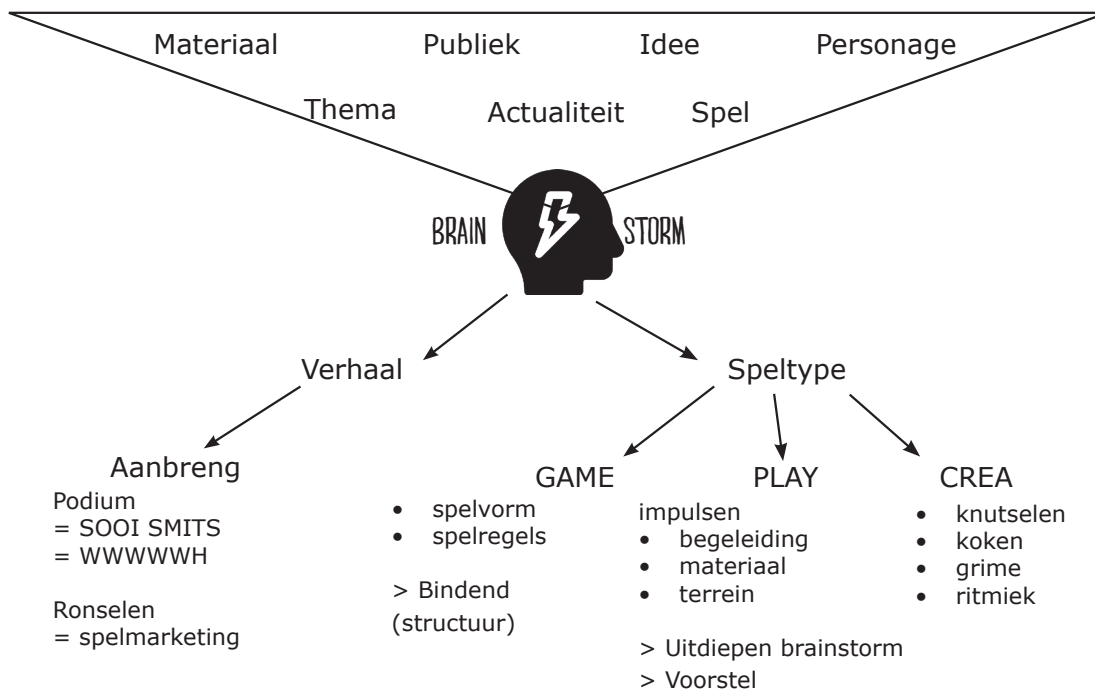 Materiaal Publiek Idee Personage
Thema Actualiteit Spel
BRAIN STORM
Verhaal Speltype
Aanbreng
Podium
= SOOI SMITS
= WWWWWH
Ronselen
= spelmarketing
GAME
• spelvorm
• spelregels
> Bindend
(structuur)
PLAY
impulsen
• begeleiding
• materiaal
• terrein
> Uitdiepen brainstorm
> Voorstel
CREA
• knutselen
• koken
• grime
• ritmiek